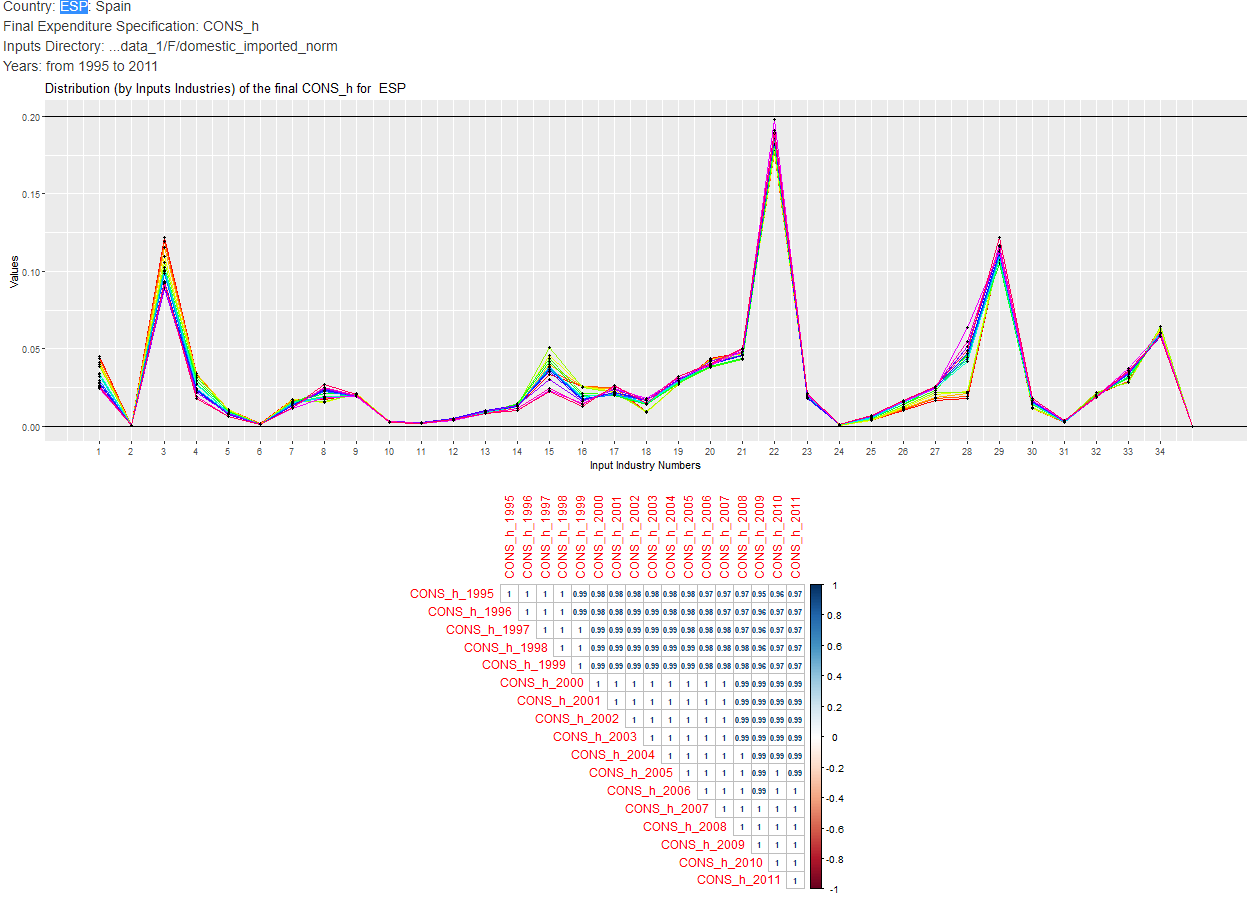 Country: ESP: Spain
Final Expenditure Specification: CONS_h
Inputs Directory: ...data_1/F/domestic_imported_norm
Years: from 1995 to 2011
Distribution (by Inputs Industries) of the final CONS_h for ESP
0.20
0.15
0.10
0.05
0.00
Values
1 2 3 4 5 6 7 8 9 10 11 12 13 14 15 16 17 18 19 20 21 22 23 24 25 26 27 28 29 30 31 32 33 34
Input Industry Numbers
CONS_h_1995 CONS_h_1996 CONS_h_1997 CONS_h_1998 CONS_h_1999 CONS_h_2000 CONS_h_2001 CONS_h_2002 CONS_h_2003 CONS_h_2004 CONS_h_2005 CONS_h_2006 CONS_h_2007 CONS_h_2008 CONS_h_2009 CONS_h_2010 CONS_h_2011
CONS_h_1995 1 1 1 1 0.99 0.98 0.98 0.98 0.98 0.98 0.98 0.97 0.97 0.97 0.95 0.96 0.97
CONS_h_1996 1 1 1 0.99 0.98 0.98 0.99 0.98 0.98 0.98 0.98 0.97 0.97 0.96 0.97 0.97
CONS_h_1997 1 1 1 0.99 0.99 0.99 0.99 0.99 0.98 0.98 0.98 0.97 0.96 0.97 0.97
CONS_h_1998 1 1 0.99 0.99 0.99 0.99 0.99 0.99 0.98 0.98 0.98 0.96 0.97 0.97
CONS_h_1999 1 0.99 0.99 0.99 0.99 0.99 0.99 0.98 0.98 0.98 0.96 0.97 0.97
CONS_h_2000 1 1 1 1 1 1 1 1 0.99 0.99 0.99 0.99
CONS_h_2001 1 1 1 1 1 1 1 0.99 0.99 0.99 0.99
CONS_h_2002 1 1 1 1 1 1 0.99 0.99 0.99 0.99
CONS_h_2003 1 1 1 1 1 0.99 0.99 0.99 0.99
CONS_h_2004 1 1 1 1 1 0.99 0.99 0.99
CONS_h_2005 1 1 1 1 0.99 1 0.99
CONS_h_2006 1 1 1 0.99 1 1
CONS_h_2007 1 1 1 1 1
CONS_h_2008 1 1 1 1
CONS_h_2009 1 1 1
CONS_h_2010 1 1
CONS_h_2011 1
1
0.8
0.6
0.4
0.2
0
-0.2
-0.4
-0.6
-0.8
-1